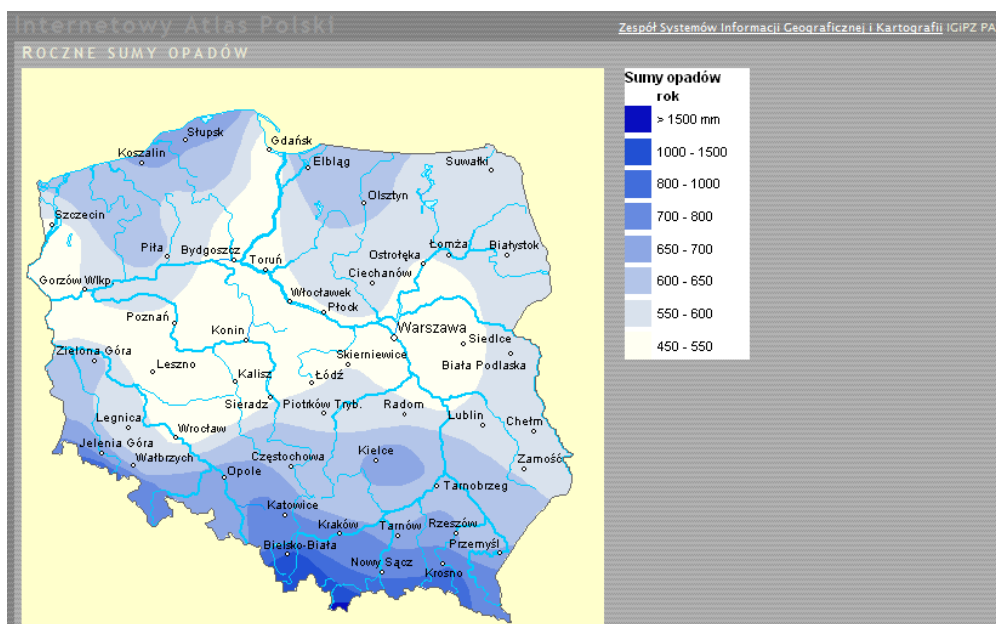 Internetowy Atlas Polski
Zespół Systemów Informacji Geograficznej i Kartografii IGiPZ PA
ROCZNE SUMY OPADÓW
Sumy opadów
rok
> 1500 mm
1000 - 1500
800 - 1000
700 - 800
650 - 700
600 - 650
550 - 600
450 - 550
Słupsk
Gdańsk
Koszalin
Elbląg
Suwałki
Olsztyn
Szczecin
Piła
Bydgoszcz
Toruń
Ostrołęka
Łomża
Białystok
Ciechanów
Gorzów Wlkp.
Włocławek
Płock
Poznań
Konin
Warszawa
Siedlce
Zielona Góra
Skierniewice
Leszno
Kalisz
Łódź
Biała Podlaska
Sieradz
Piotrków Tryb.
Radom
Legnica
Lublin
Chełm
Wrocław
Jelenia Góra
Wałbrzych
Częstochowa
Kielce
Zamość
Opole
Tarnobrzeg
Katowice
Kraków
Tarnów
Rzeszów
Bielsko-Biała
Przemyśl
Nowy Sącz
Krosno